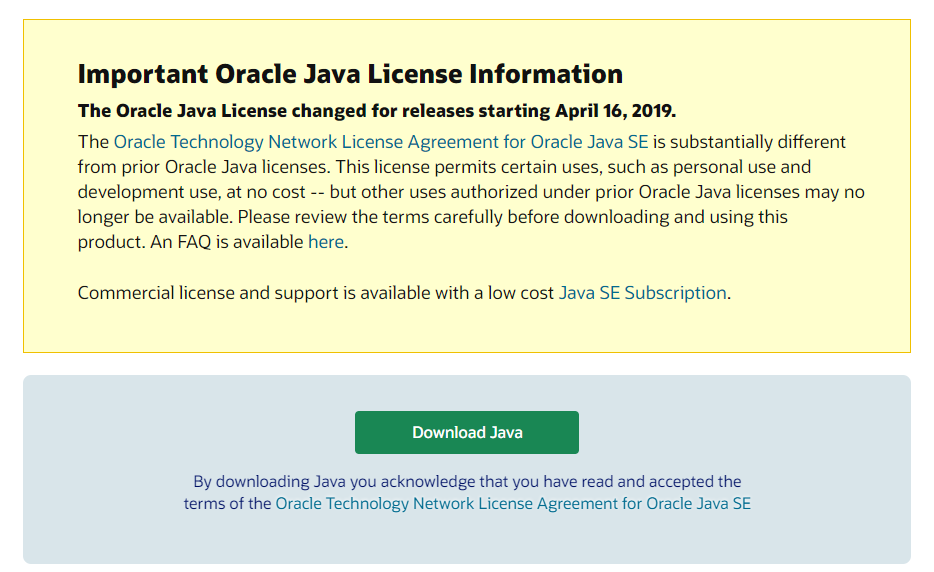 Important Oracle Java License Information
The Oracle Java License changed for releases starting April 16, 2019.
The Oracle Technology Network License Agreement for Oracle Java SE is substantially different
from prior Oracle Java licenses. This license permits certain uses, such as personal use and
development use, at no cost -- but other uses authorized under prior Oracle Java licenses may no
longer be available. Please review the terms carefully before downloading and using this
product. An FAQ is available here.
Commercial license and support is available with a low cost Java SE Subscription.
Download Java
By downloading Java you acknowledge that you have read and accepted the
terms of the Oracle Technology Network License Agreement for Oracle Java SE